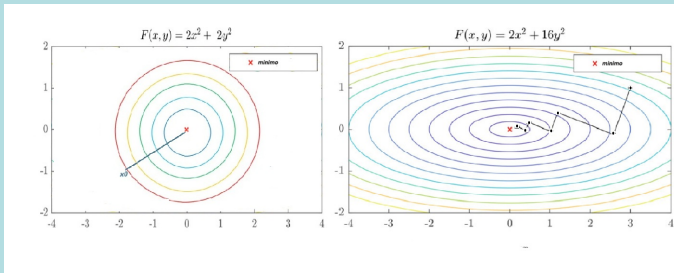 F(x, y) = 2x² + 2y²
× minimo
2
1
0
-1
-2
x0
-4 -3 -2 -1 0 1 2 3 4
F(x, y) = 2x² + 16y²
× minimo
2
1
0
-1
-2
-4 -3 -2 -1 0 1 2 3 4